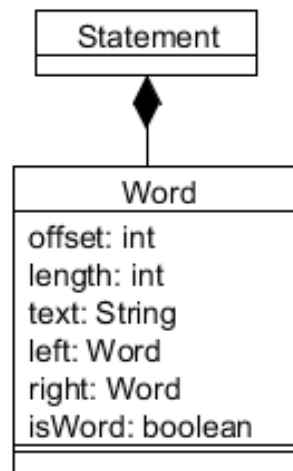 Statement
Word
offset: int
length: int
text: String
left: Word
right: Word
isWord: boolean